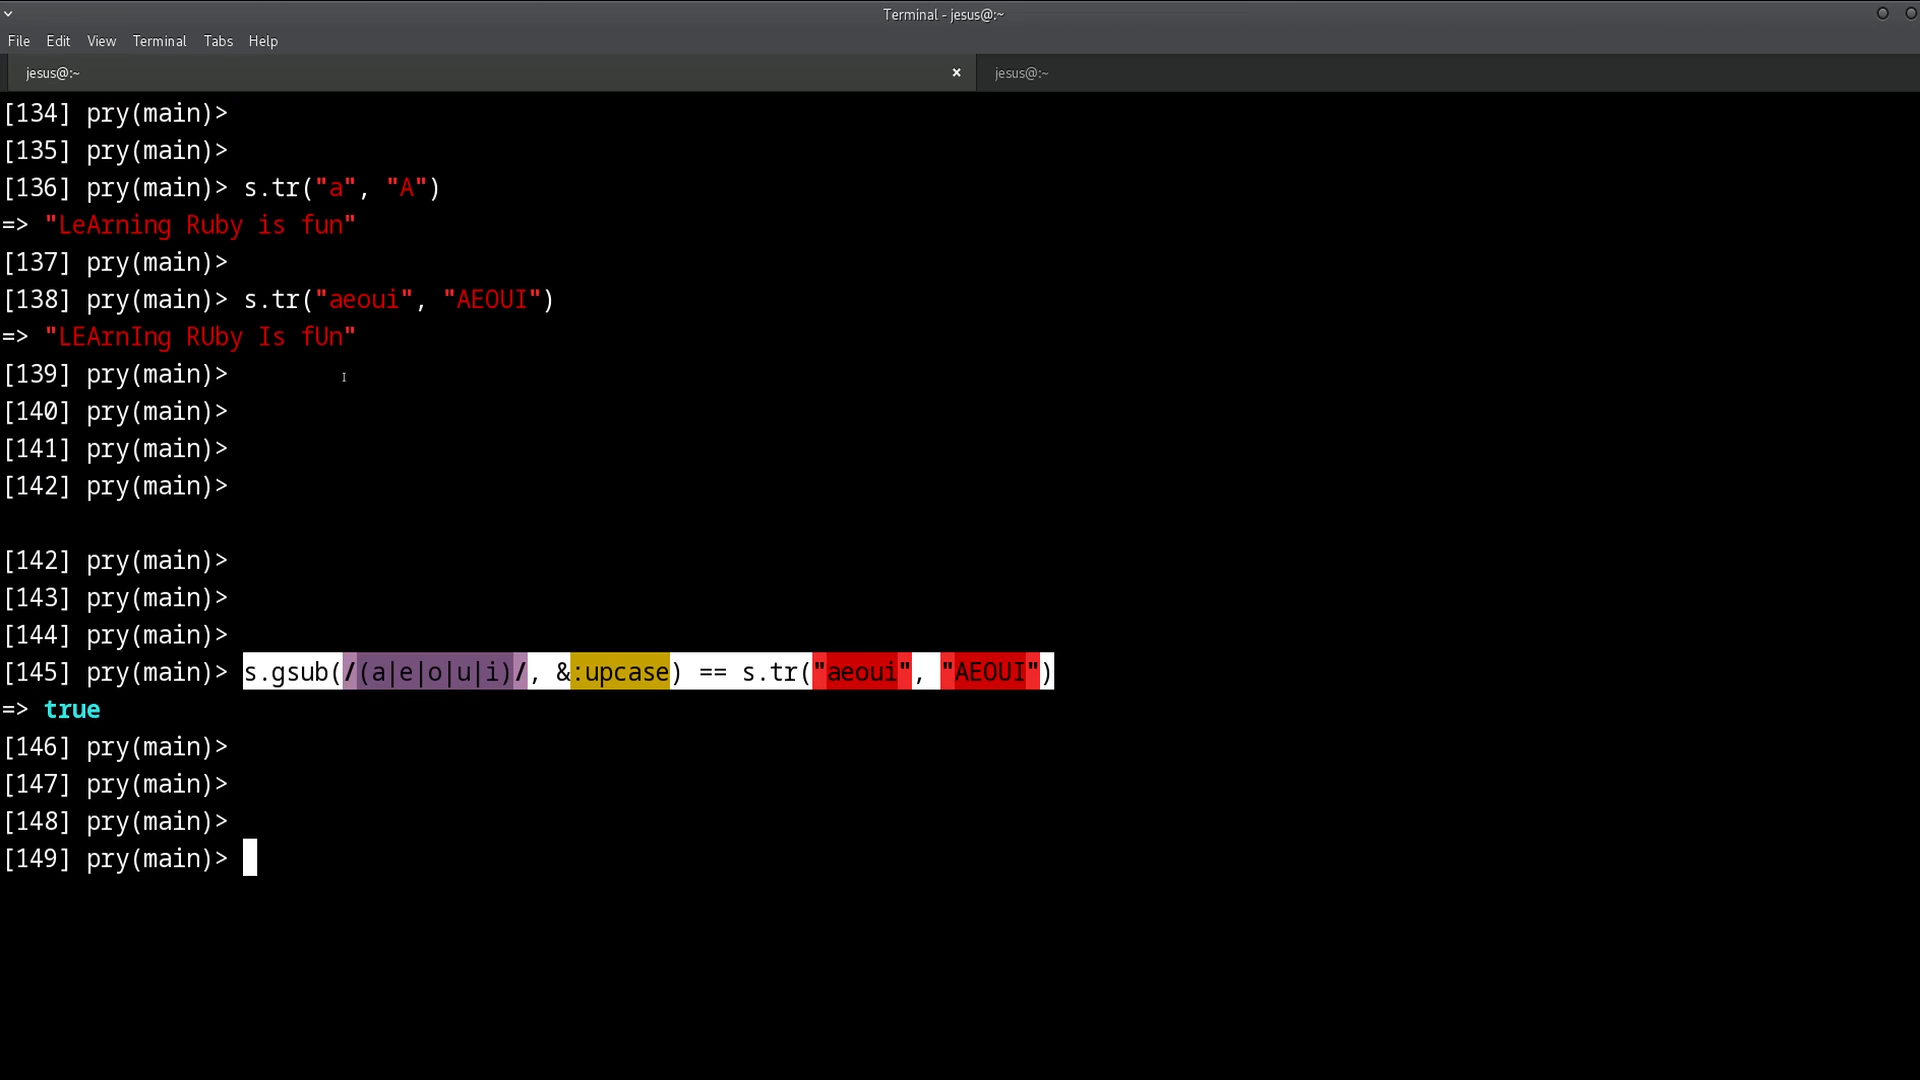 Terminal - jesus@:~
File Edit View Terminal Tabs Help
jesus@:~ × jesus@:~
[134] pry(main)>
[135] pry(main)>
[136] pry(main)> s.tr("a", "A")
=> "LeArning Ruby is fun"
[137] pry(main)>
[138] pry(main)> s.tr("aeoui", "AEOUI")
=> "LEArnIng RUby Is fUn"
[139] pry(main)>
[140] pry(main)>
[141] pry(main)>
[142] pry(main)>
[142] pry(main)>
[143] pry(main)>
[144] pry(main)>
[145] pry(main)> s.gsub(/(a|e|o|u|i)/, &:upcase) == s.tr("aeoui", "AEOUI")
=> true
[146] pry(main)>
[147] pry(main)>
[148] pry(main)>
[149] pry(main)>